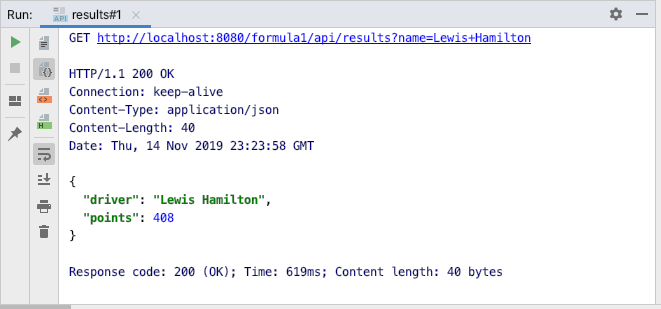 Run: API results#1
GET http://localhost:8080/formula1/api/results?name=Lewis+Hamilton
HTTP/1.1 200 OK
Connection: keep-alive
Content-Type: application/json
Content-Length: 40
Date: Thu, 14 Nov 2019 23:23:58 GMT
{
"driver": "Lewis Hamilton",
"points": 408
}
Response code: 200 (OK); Time: 619ms; Content length: 40 bytes